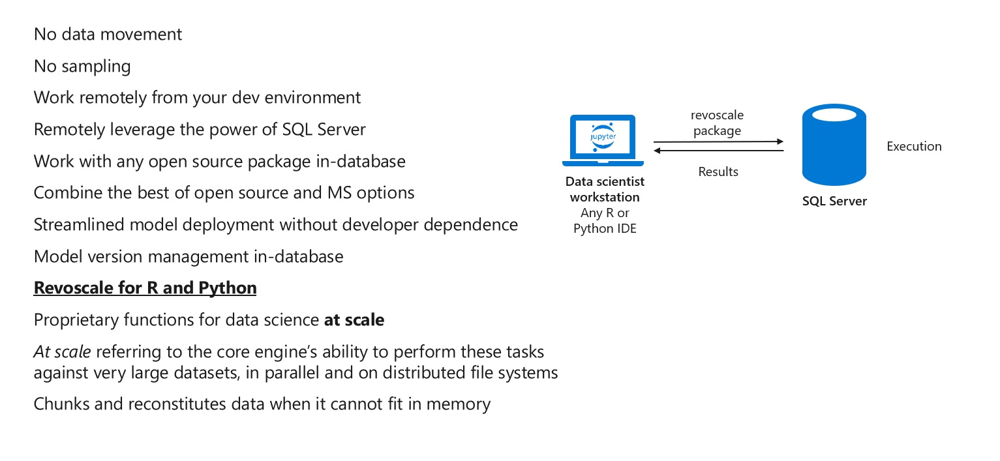 No data movement
No sampling
Work remotely from your dev environment
Remotely leverage the power of SQL Server
Work with any open source package in-database
Combine the best of open source and MS options
Streamlined model deployment without developer dependence
Model version management in-database
Revoscale for R and Python
Proprietary functions for data science at scale
At scale referring to the core engine’s ability to perform these tasks
against very large datasets, in parallel and on distributed file systems
Chunks and reconstitutes data when it cannot fit in memory
jupyter
Data scientist
workstation
Any R or
Python IDE
revoscale
package
Results
SQL Server
Execution